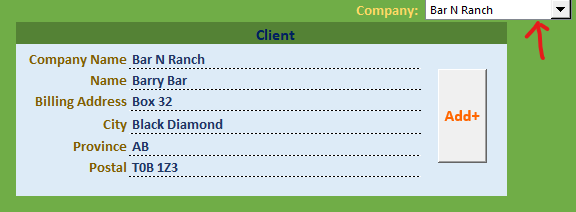 Company: Bar N Ranch
Client
Company Name Bar N Ranch
Name Barry Bar
Billing Address Box 32
City Black Diamond
Province AB
Postal T0B 1Z3
Add+